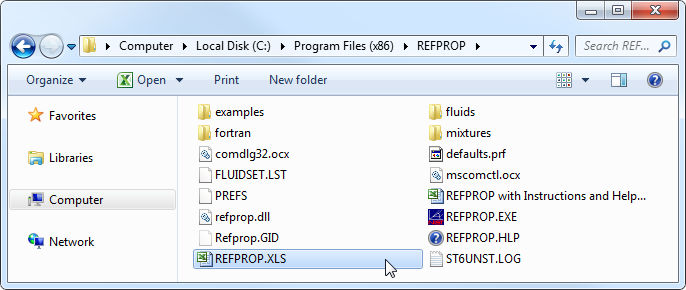 Computer ▸ Local Disk (C:) ▸ Program Files (x86) ▸ REFPROP ▸
Search REF...
Organize Open Print New folder
Favorites
Libraries
Computer
Network
examples
fortran
comdlg32.ocx
FLUIDSET.LST
PREFS
refprop.dll
Refprop.GID
REFPROP.XLS
fluids
mixtures
defaults.prf
mscomctl.ocx
REFPROP with Instructions and Help...
REFPROP.EXE
REFPROP.HLP
ST6UNST.LOG